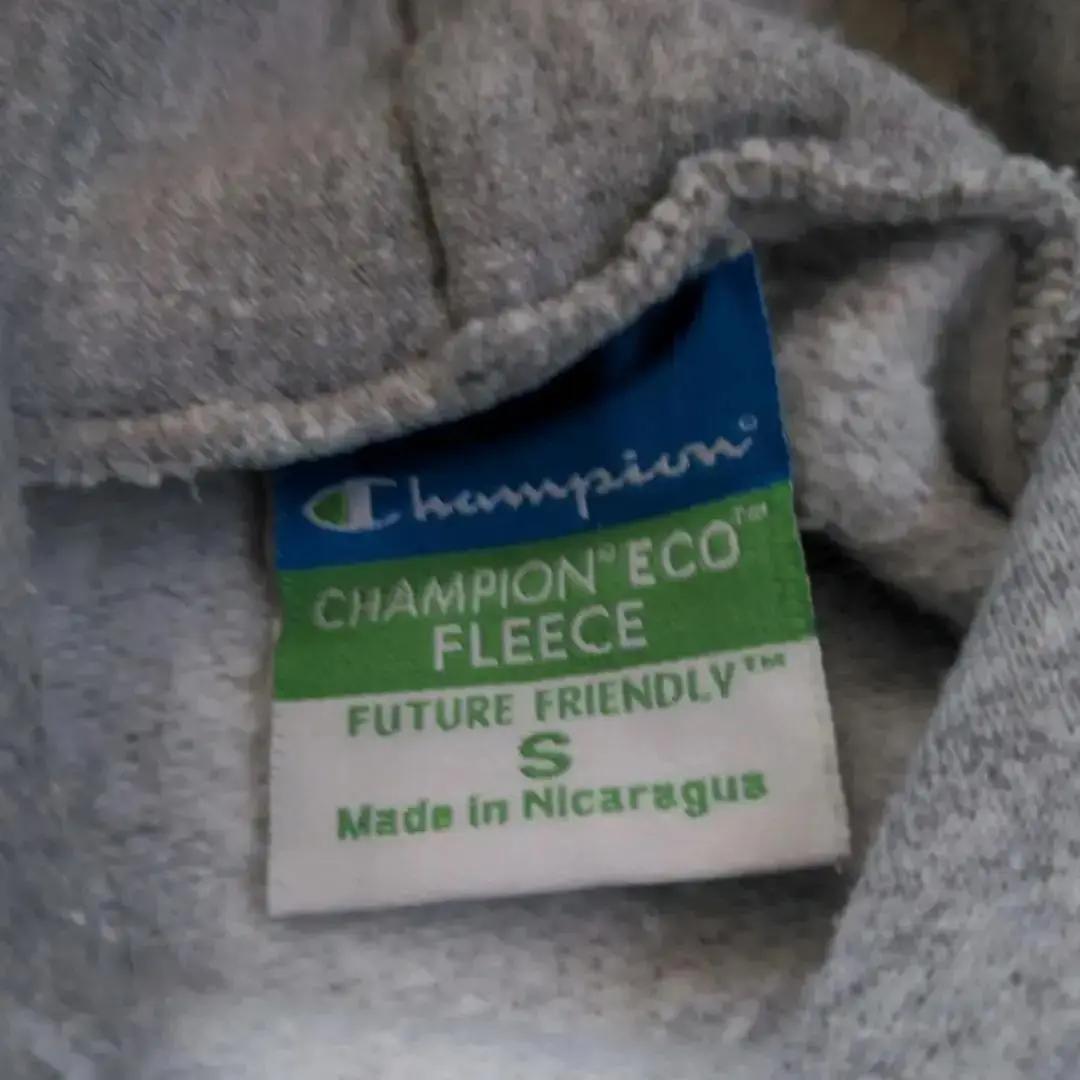 Champion®
CHAMPION® ECO™
FLEECE
FUTURE FRIENDLY™
S
Made in Nicaragua